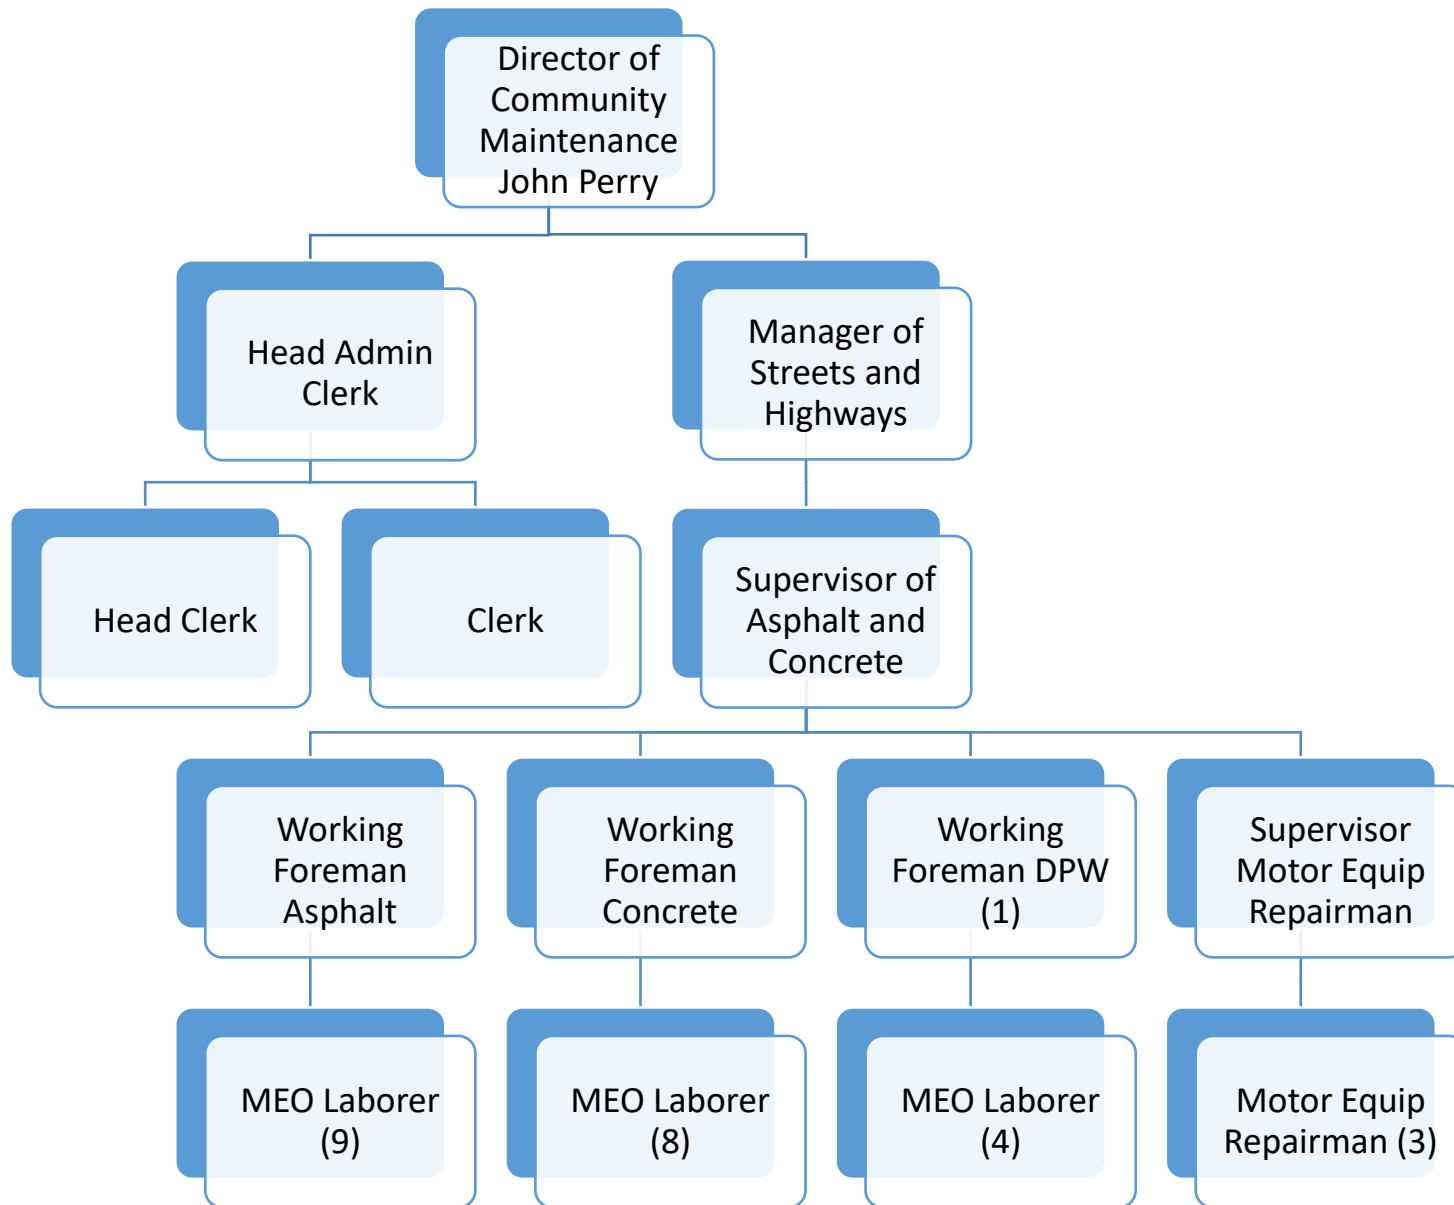 Director of
Community
Maintenance
John Perry
Head Admin
Clerk
Manager of
Streets and
Highways
Head Clerk
Clerk
Supervisor of
Asphalt and
Concrete
Working
Foreman
Asphalt
Working
Foreman
Concrete
Working
Foreman DPW
(1)
Supervisor
Motor Equip
Repairman
MEO Laborer
(9)
MEO Laborer
(8)
MEO Laborer
(4)
Motor Equip
Repairman (3)